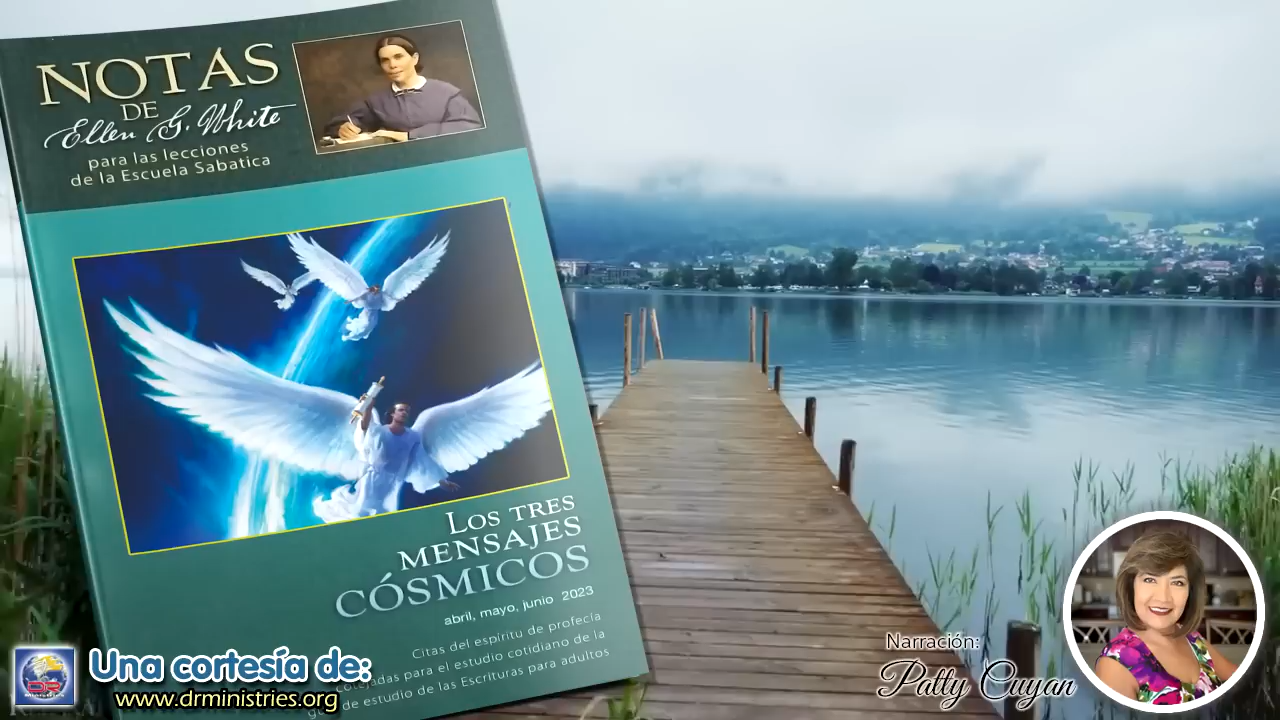 NOTAS
DE
Ellen G. White
para las lecciones
de la Escuela Sabatica
LOS TRES
MENSAJES
CÓSMICOS
abril, mayo, junio 2023
Citas del espíritu de profecía
cotejadas para el estudio cotidiano de la
de estudio de las Escrituras para adultos
Una cortesía de:
www.drministries.org
DR
Narración:
Patty Cuyan